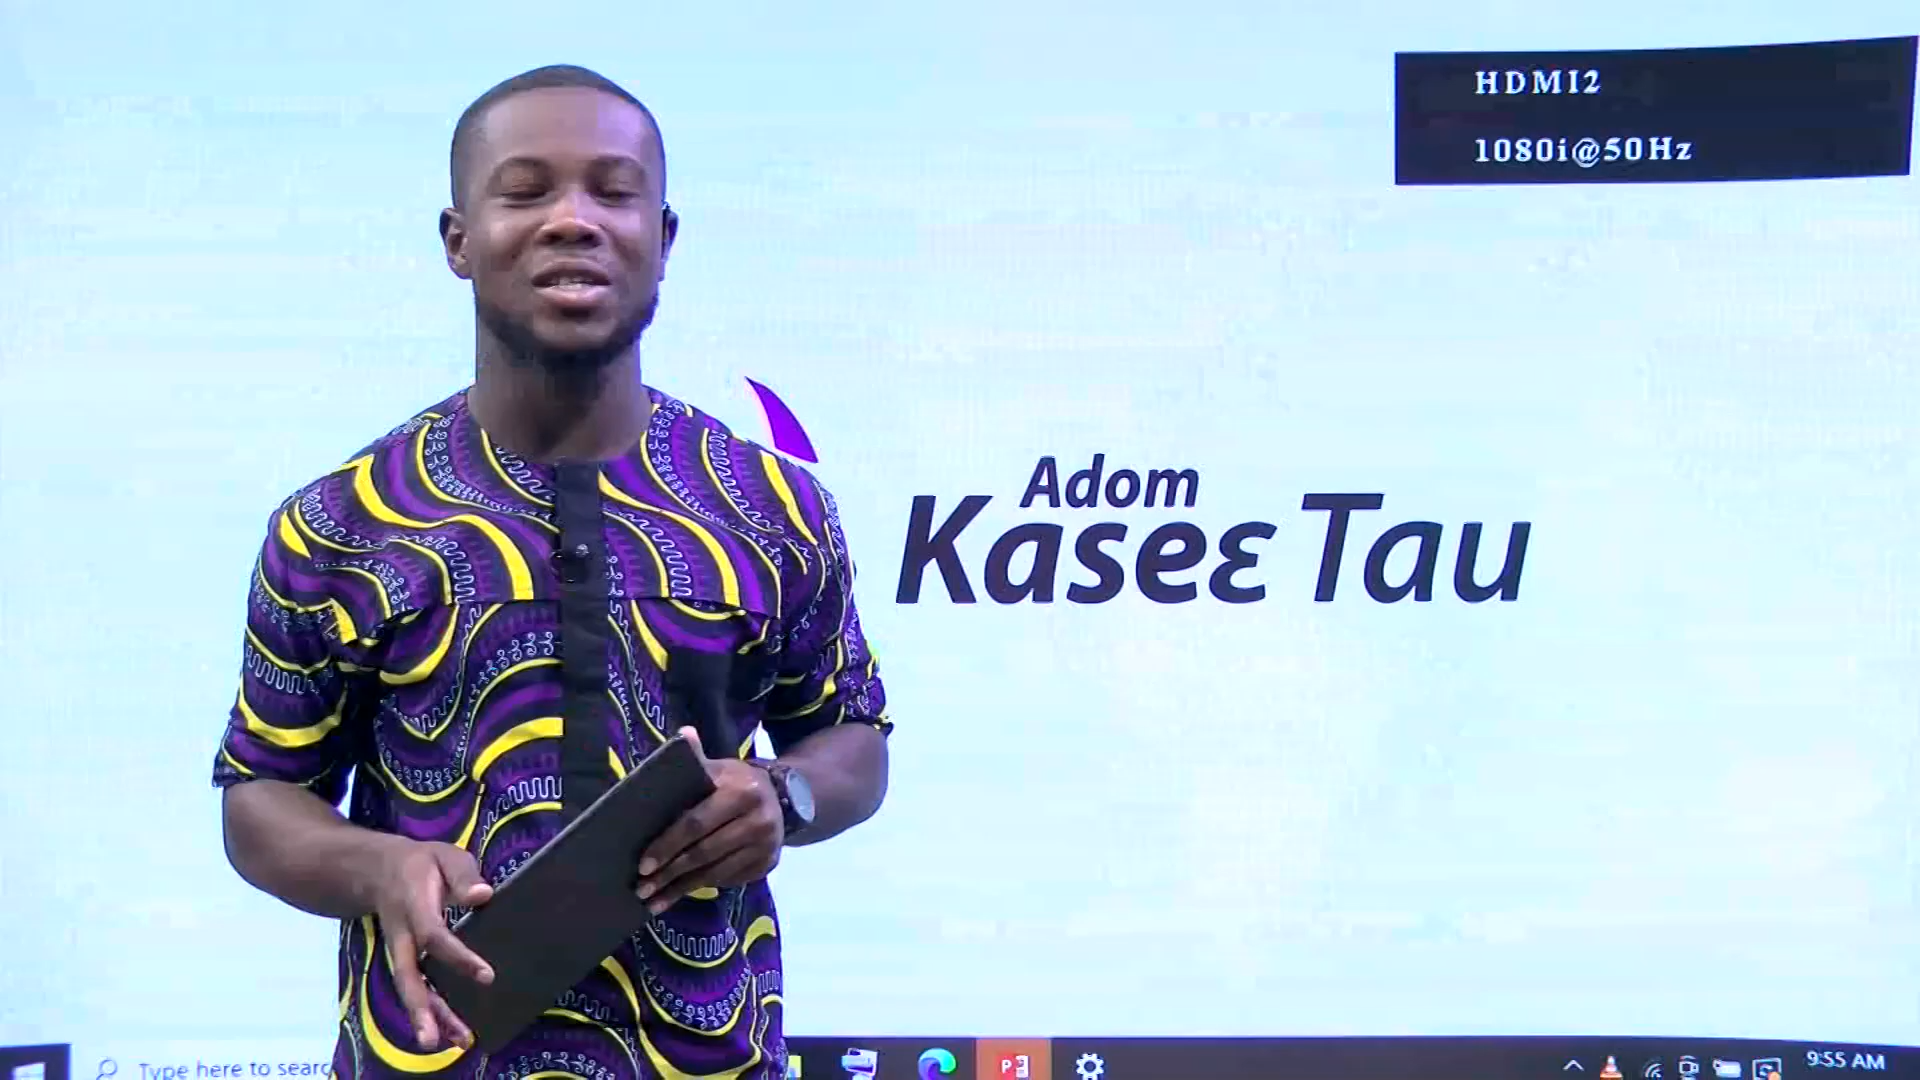 HDMI2
1080i@50Hz
Adom
Kaseɛ Tau
Type here to searc
9:55 AM